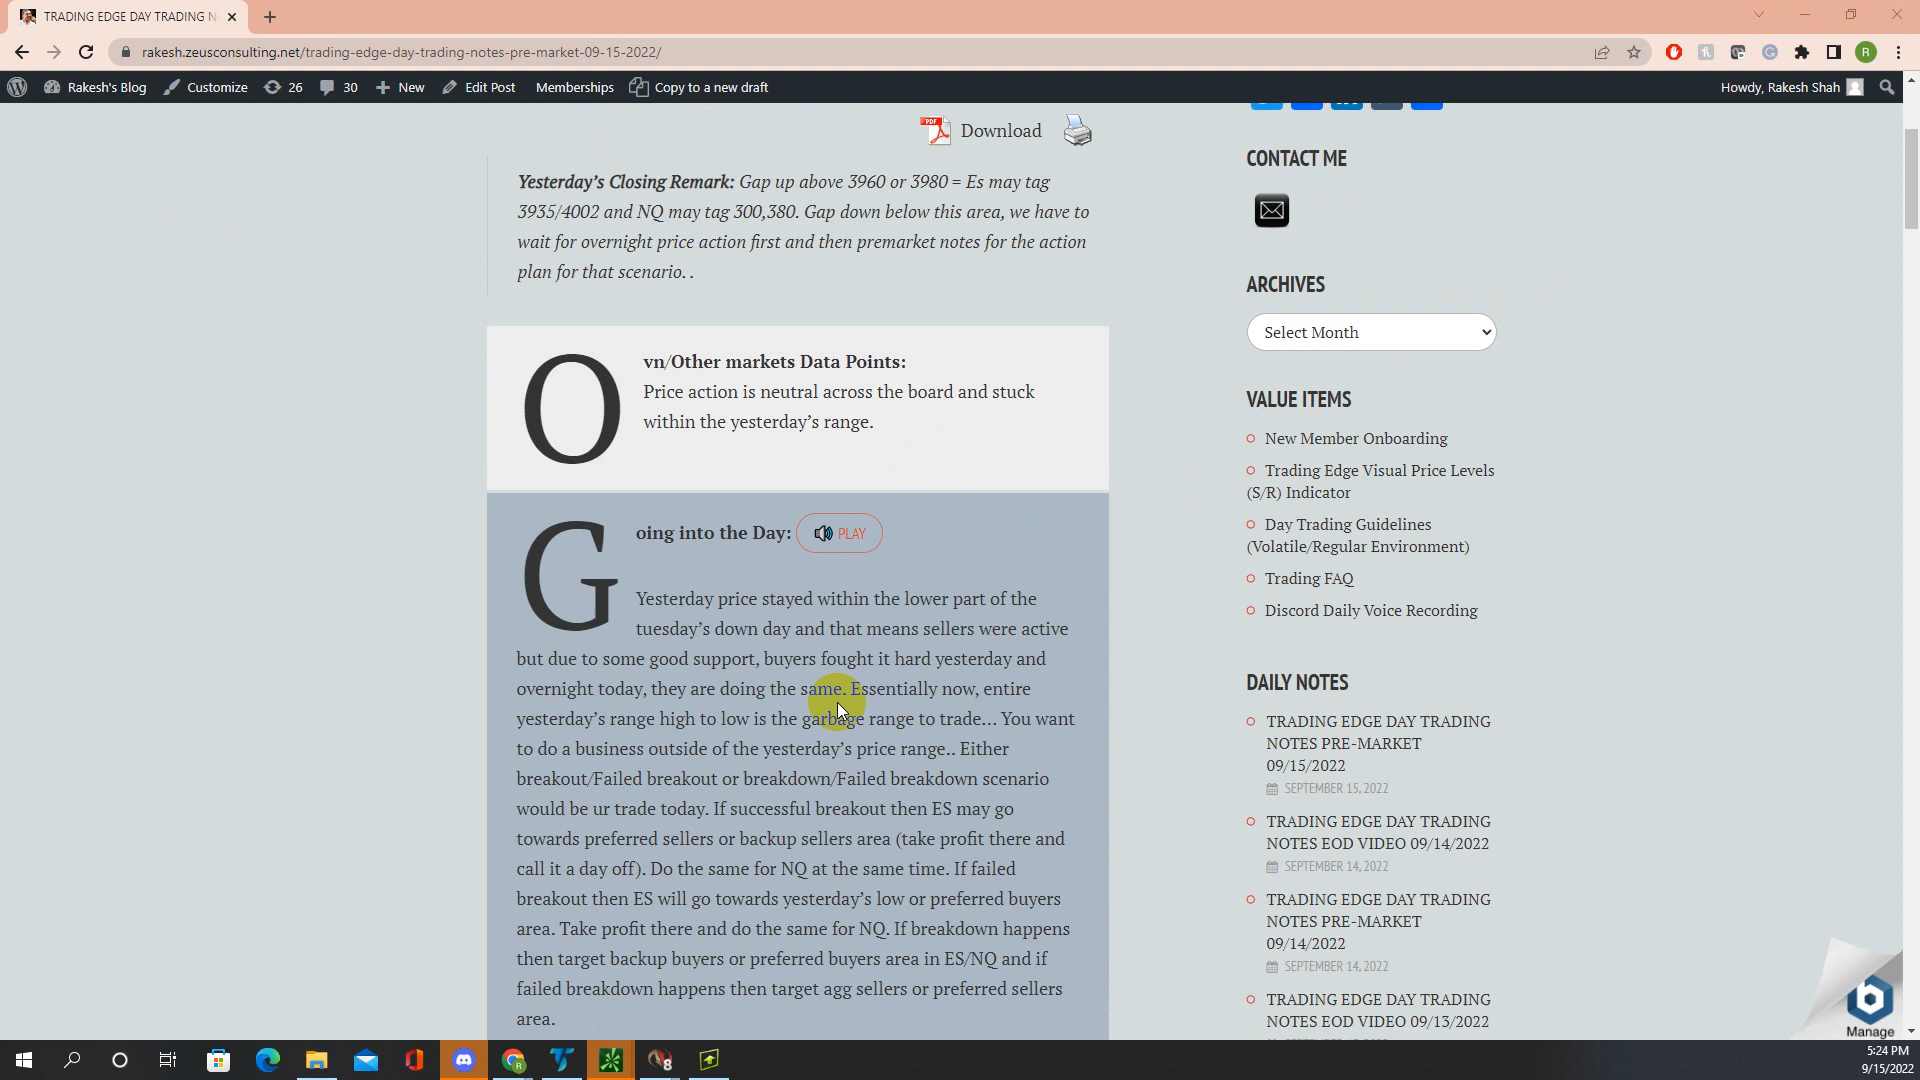 TRADING EDGE DAY TRADING N
rakesh.zeusconsulting.net/trading-edge-day-trading-notes-pre-market-09-15-2022/
R
Rakesh's Blog
Customize
26
30
New
Edit Post
Memberships
Copy to a new draft
Howdy, Rakesh Shah
PDF
Download
Yesterday's Closing Remark: Gap up above 3960 or 3980 = Es may tag
3935/4002 and NQ may tag 300,380. Gap down below this area, we have to
wait for overnight price action first and then premarket notes for the action
plan for that scenario. .
Ovn/Other markets Data Points:
Price action is neutral across the board and stuck
within the yesterday's range.
Going into the Day:
PLAY
Yesterday price stayed within the lower part of the
tuesday's down day and that means sellers were active
but due to some good support, buyers fought it hard yesterday and
overnight today, they are doing the same. Essentially now, entire
yesterday's range high to low is the garbage range to trade... You want
to do a business outside of the yesterday's price range.. Either
breakout/Failed breakout or breakdown/Failed breakdown scenario
would be ur trade today. If successful breakout then ES may go
towards preferred sellers or backup sellers area (take profit there and
call it a day off). Do the same for NQ at the same time. If failed
breakout then ES will go towards yesterday's low or preferred buyers
area. Take profit there and do the same for NQ. If breakdown happens
then target backup buyers or preferred buyers area in ES/NQ and if
failed breakdown happens then target agg sellers or preferred sellers
area.
CONTACT ME
ARCHIVES
Select Month
VALUE ITEMS
New Member Onboarding
Trading Edge Visual Price Levels
(S/R) Indicator
Day Trading Guidelines
(Volatile/Regular Environment)
Trading FAQ
Discord Daily Voice Recording
DAILY NOTES
TRADING EDGE DAY TRADING
NOTES PRE-MARKET
09/15/2022
SEPTEMBER 15, 2022
TRADING EDGE DAY TRADING
NOTES EOD VIDEO 09/14/2022
SEPTEMBER 14, 2022
TRADING EDGE DAY TRADING
NOTES PRE-MARKET
09/14/2022
SEPTEMBER 14, 2022
TRADING EDGE DAY TRADING
NOTES EOD VIDEO 09/13/2022
b
Manage
5:24 PM
9/15/2022